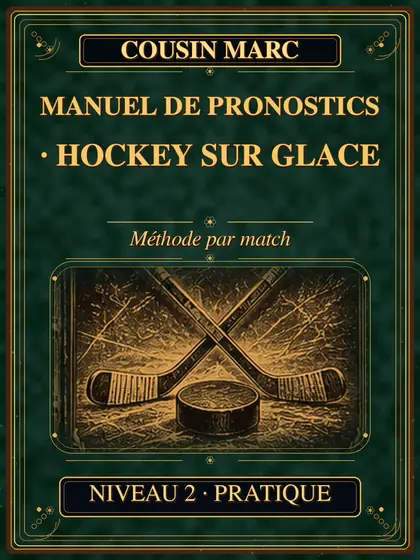 COUSIN MARC
MANUEL DE PRONOSTICS
· HOCKEY SUR GLACE
Méthode par match
NIVEAU 2 · PRATIQUE